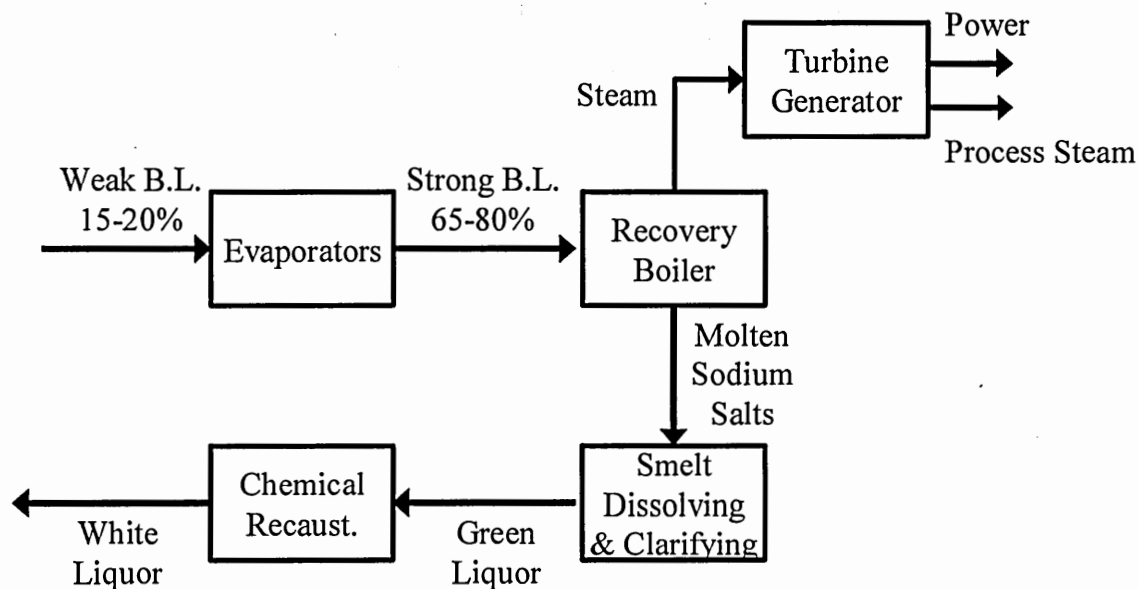 Power
Turbine
Generator
Steam
Process Steam
Weak B.L.
15-20%
Strong B.L.
65-80%
Evaporators
Recovery
Boiler
Molten
Sodium
Salts
Smelt
Dissolving
& Clarifying
Chemical
Recaust.
Green
Liquor
White
Liquor